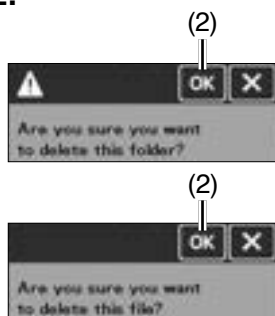 (2)
OK X
Are you sure you want
to delete this folder?
(2)
OK X
Are you sure you want
to delete this file?